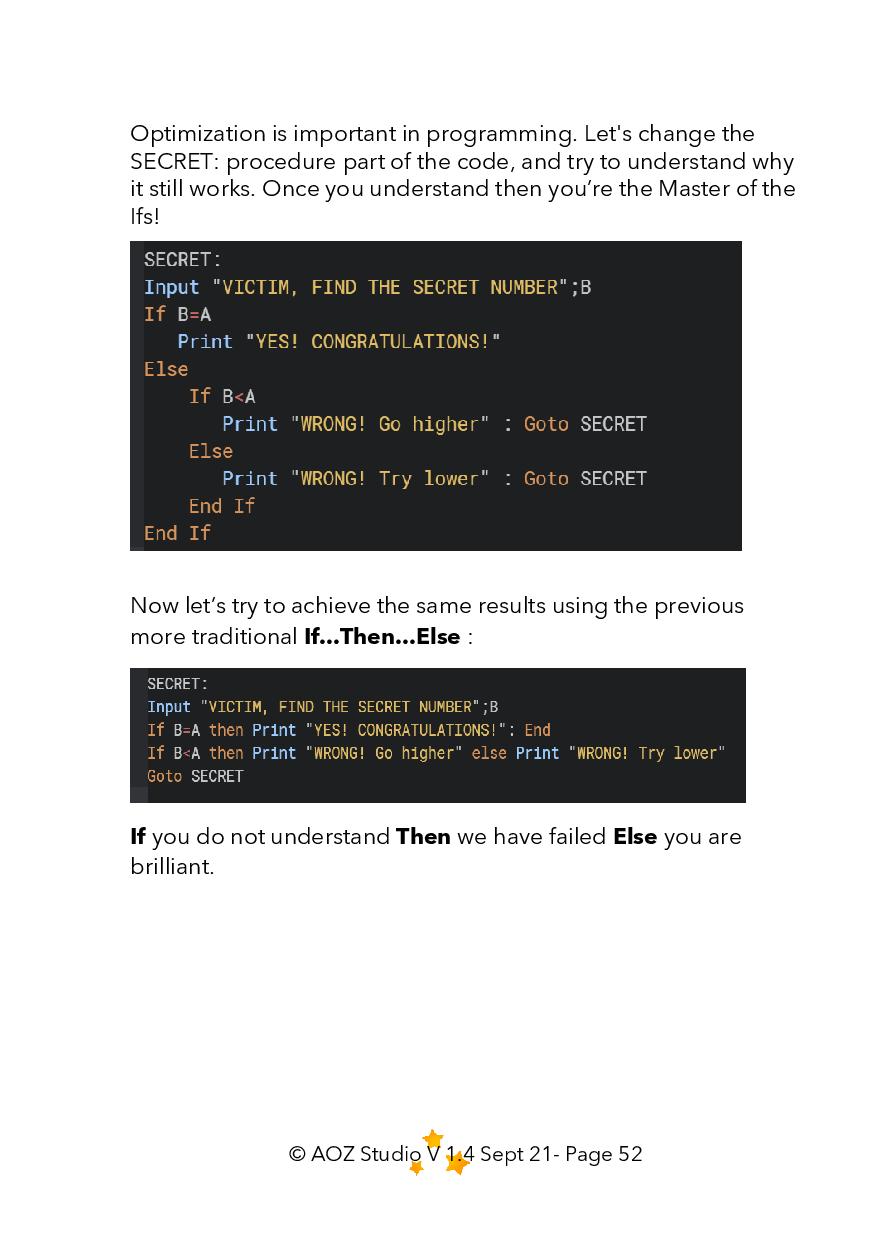 Optimization is important in programming. Let's change the
SECRET: procedure part of the code, and try to understand why
it still works. Once you understand then you’re the Master of the
Ifs!
SECRET:
Input "VICTIM, FIND THE SECRET NUMBER";B
If B=A
Print "YES! CONGRATULATIONS!"
Else
If B<A
Print "WRONG! Go higher" : Goto SECRET
Else
Print "WRONG! Try lower" : Goto SECRET
End If
End If
Now let’s try to achieve the same results using the previous
more traditional If…Then…Else :
SECRET:
Input "VICTIM, FIND THE SECRET NUMBER";B
If B=A then Print "YES! CONGRATULATIONS!": End
If B<A then Print "WRONG! Go higher" else Print "WRONG! Try lower"
Goto SECRET
If you do not understand Then we have failed Else you are
brilliant.
© AOZ Studio V 1.4 Sept 21- Page 52